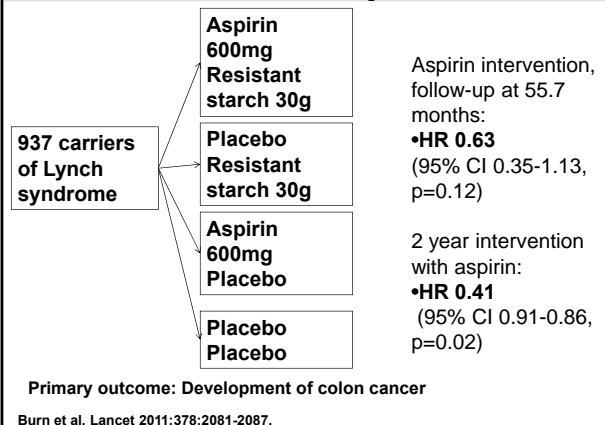 937 carriers
of Lynch
syndrome
Aspirin
600mg
Resistant
starch 30g
Placebo
Resistant
starch 30g
Aspirin
600mg
Placebo
Placebo
Placebo
Aspirin intervention,
follow-up at 55.7
months:
•HR 0.63
(95% CI 0.35-1.13,
p=0.12)
2 year intervention
with aspirin:
•HR 0.41
(95% CI 0.91-0.86,
p=0.02)
Primary outcome: Development of colon cancer
Burn et al. Lancet 2011;378:2081-2087.